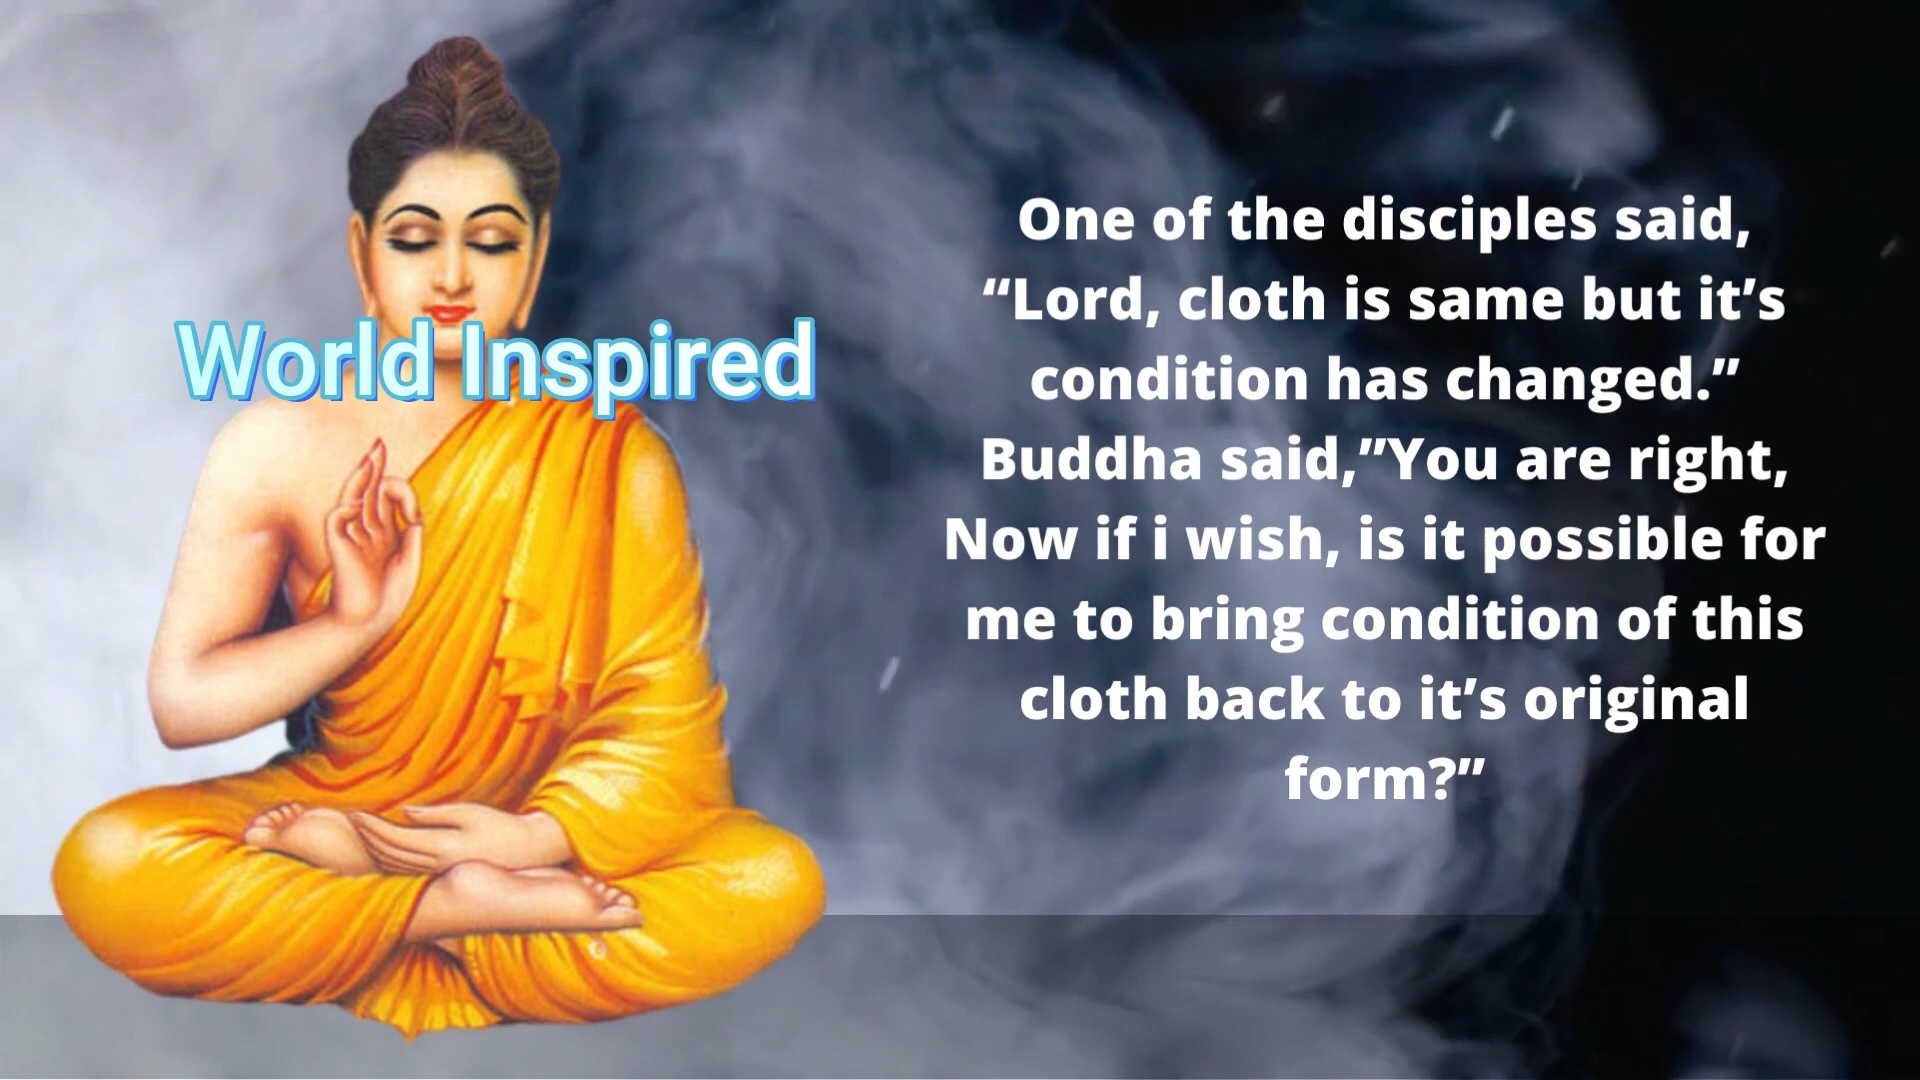 World Inspired
One of the disciples said,
“Lord, cloth is same but it’s
condition has changed.”
Buddha said,”You are right,
Now if i wish, is it possible for
me to bring condition of this
cloth back to it’s original
form?”